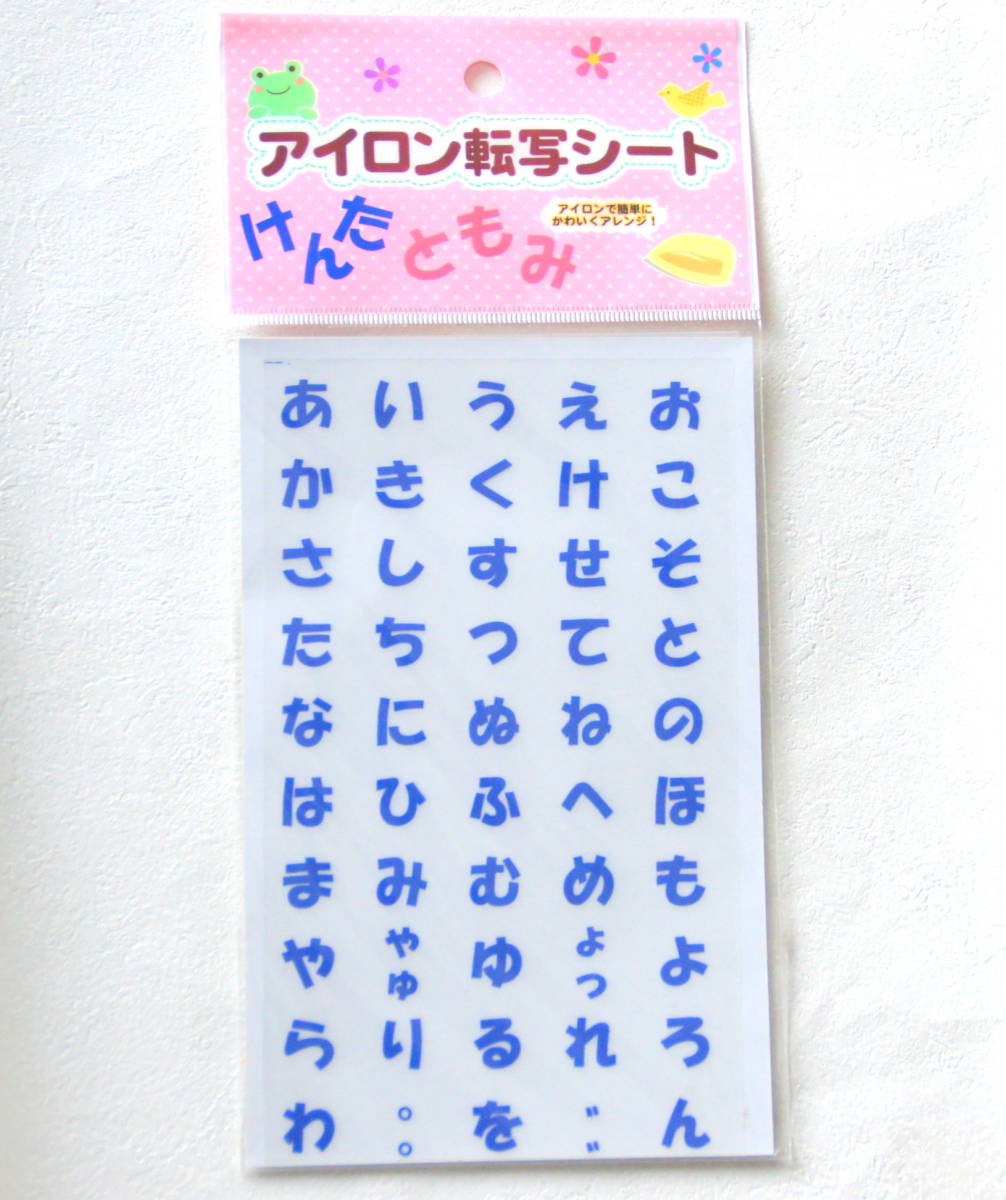 アイロン転写シート
けんた ともみ
アイロンで簡単に
かわいくアレンジ！
あ い う え お
か き く け こ
さ し す せ そ
た ち つ て と
な に ぬ ね の
は ひ ふ へ ほ
ま み む め も
や ゃ ゅ ゆ ょ っ よ
ら り る れ ろ
わ ゜ ゜ を ゛ ゛ ん